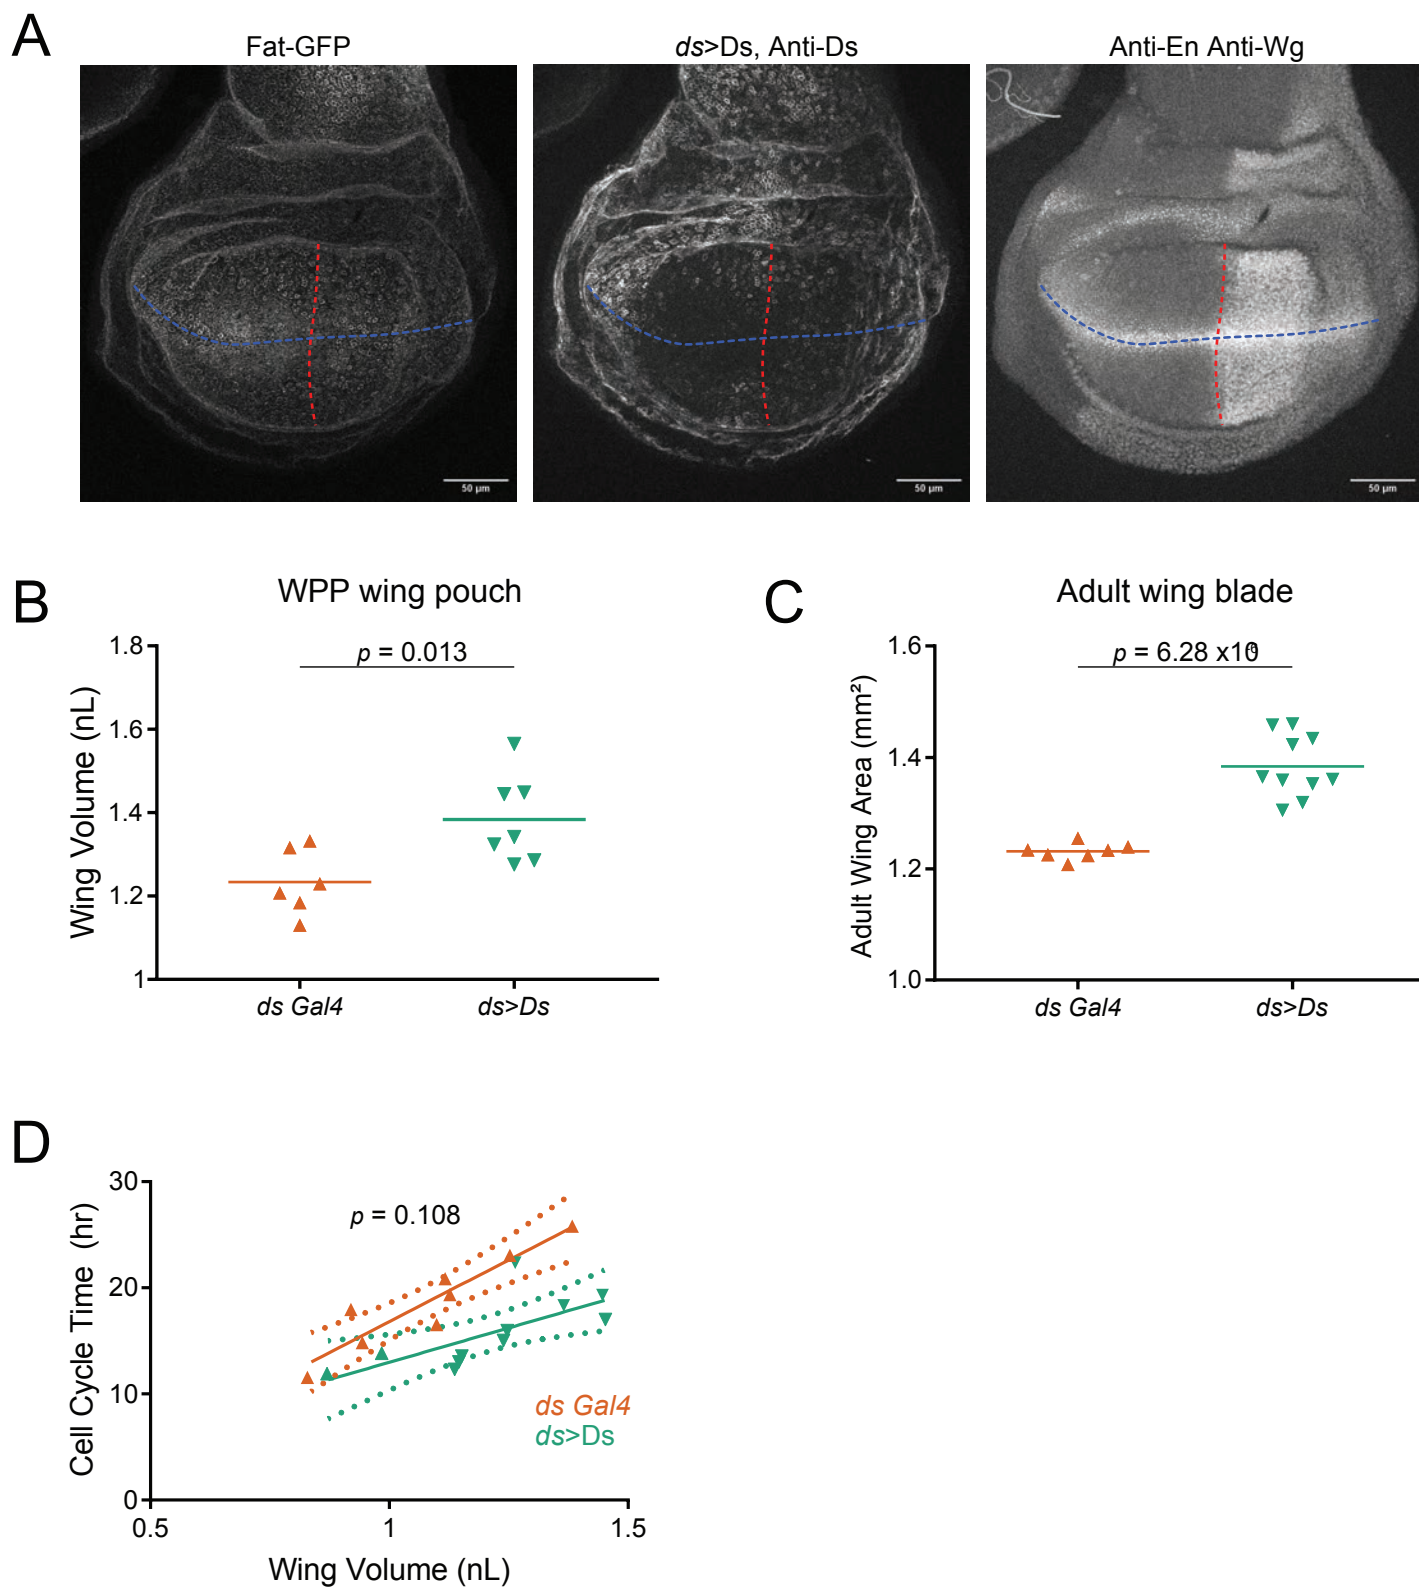 A
Fat-GFP
ds>Ds, Anti-Ds
Anti-En Anti-Wg
50 µm
50 µm
50 µm
B
WPP wing pouch
p = 0.013
Wing Volume (nL)
1.8
1.6
1.4
1.2
1
ds Gal4
ds>Ds
C
Adult wing blade
p = 6.28 x10
Adult Wing Area (mm²)
1.6
1.4
1.2
1.0
ds Gal4
ds>Ds
D
p = 0.108
Cell Cycle Time (hr)
30
20
10
0
ds Gal4
ds>Ds
0.5
1
1.5
Wing Volume (nL)